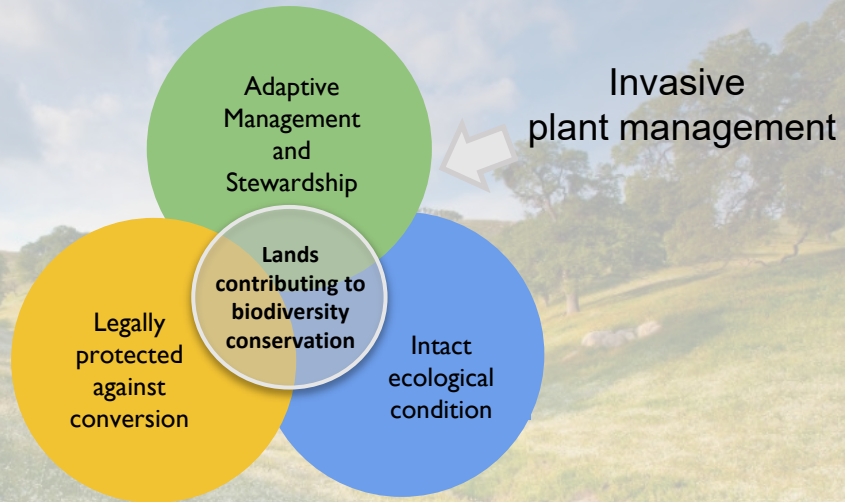 Adaptive
Management
and
Stewardship
Invasive
plant management
Lands
contributing to
biodiversity
conservation
Legally
protected
against
conversion
Intact
ecological
condition